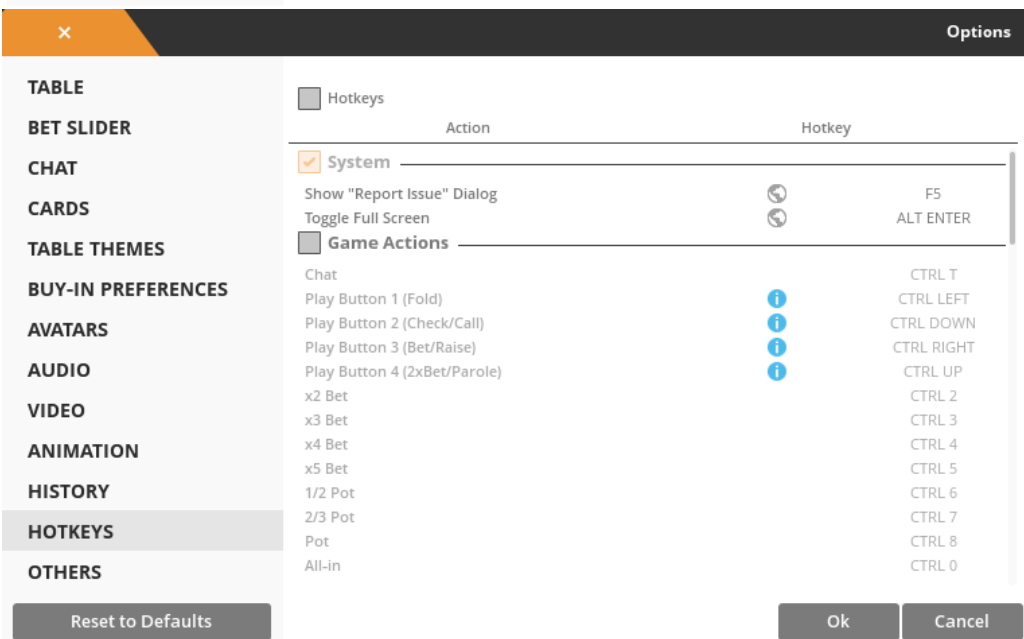 Options
TABLE
BET SLIDER
CHAT
CARDS
TABLE THEMES
BUY-IN PREFERENCES
AVATARS
AUDIO
VIDEO
ANIMATION
HISTORY
HOTKEYS
OTHERS
Reset to Defaults
Hotkeys
Action Hotkey
System
Show "Report Issue" Dialog F5
Toggle Full Screen ALT ENTER
Game Actions
Chat CTRL T
Play Button 1 (Fold) CTRL LEFT
Play Button 2 (Check/Call) CTRL DOWN
Play Button 3 (Bet/Raise) CTRL RIGHT
Play Button 4 (2xBet/Parole) CTRL UP
x2 Bet CTRL 2
x3 Bet CTRL 3
x4 Bet CTRL 4
x5 Bet CTRL 5
1/2 Pot CTRL 6
2/3 Pot CTRL 7
Pot CTRL 8
All-in CTRL 0
Ok Cancel